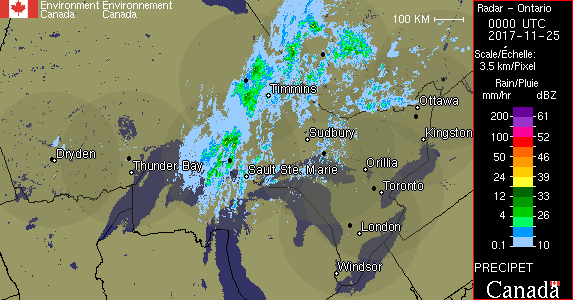 Environment Environnement
Canada Canada
100 KM
Timmins
Ottawa
Sudbury
Kingston
Dryden
Thunder Bay
Sault Ste. Marie
Orillia
Toronto
London
Windsor
Radar - Ontario
0000 UTC
2017-11-25
Scale/Échelle:
3.5 km/Pixel
Rain/Pluie
mm/hr dBZ
200 61
100 52
50 46
24 39
12 33
4 26
0.1 10
PRECIPET
Canada